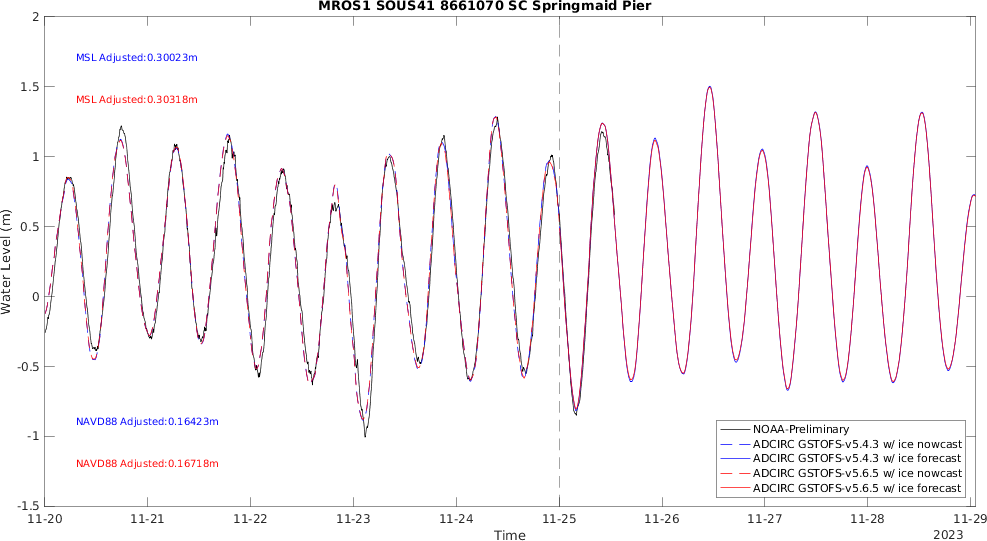 MROS1 SOUS41 8661070 SC Springmaid Pier
2
1.5
1
0.5
0
-0.5
-1
-1.5
Water Level (m)
MSL Adjusted:0.30023m
MSL Adjusted:0.30318m
NAVD88 Adjusted:0.16423m
NAVD88 Adjusted:0.16718m
NOAA-Preliminary
ADCIRC GSTOFS-v5.4.3 w/ ice nowcast
ADCIRC GSTOFS-v5.4.3 w/ ice forecast
ADCIRC GSTOFS-v5.6.5 w/ ice nowcast
ADCIRC GSTOFS-v5.6.5 w/ ice forecast
11-20 11-21 11-22 11-23 11-24 11-25 11-26 11-27 11-28 11-29
Time
2023